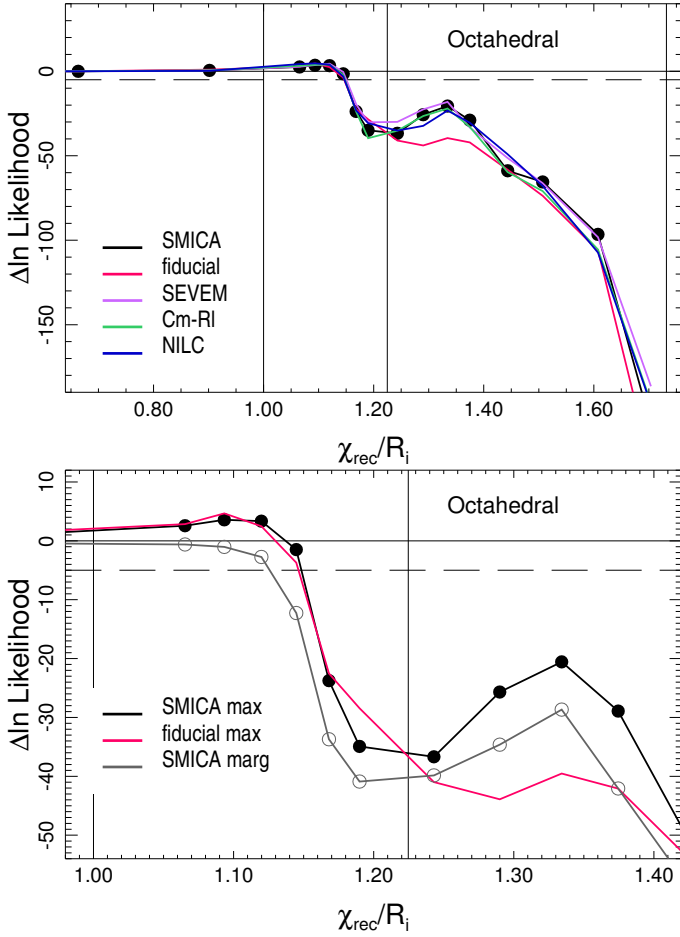 Octahedral
0
-50
-100
-150
Δln Likelihood
SMICA
fiducial
SEVEM
Cm-Rl
NILC
0.80 1.00 1.20 1.40 1.60
χrec/Ri
10
0
-10
-20
-30
-40
-50
Δln Likelihood
Octahedral
SMICA max
fiducial max
SMICA marg
1.00 1.10 1.20 1.30 1.40
χrec/Ri